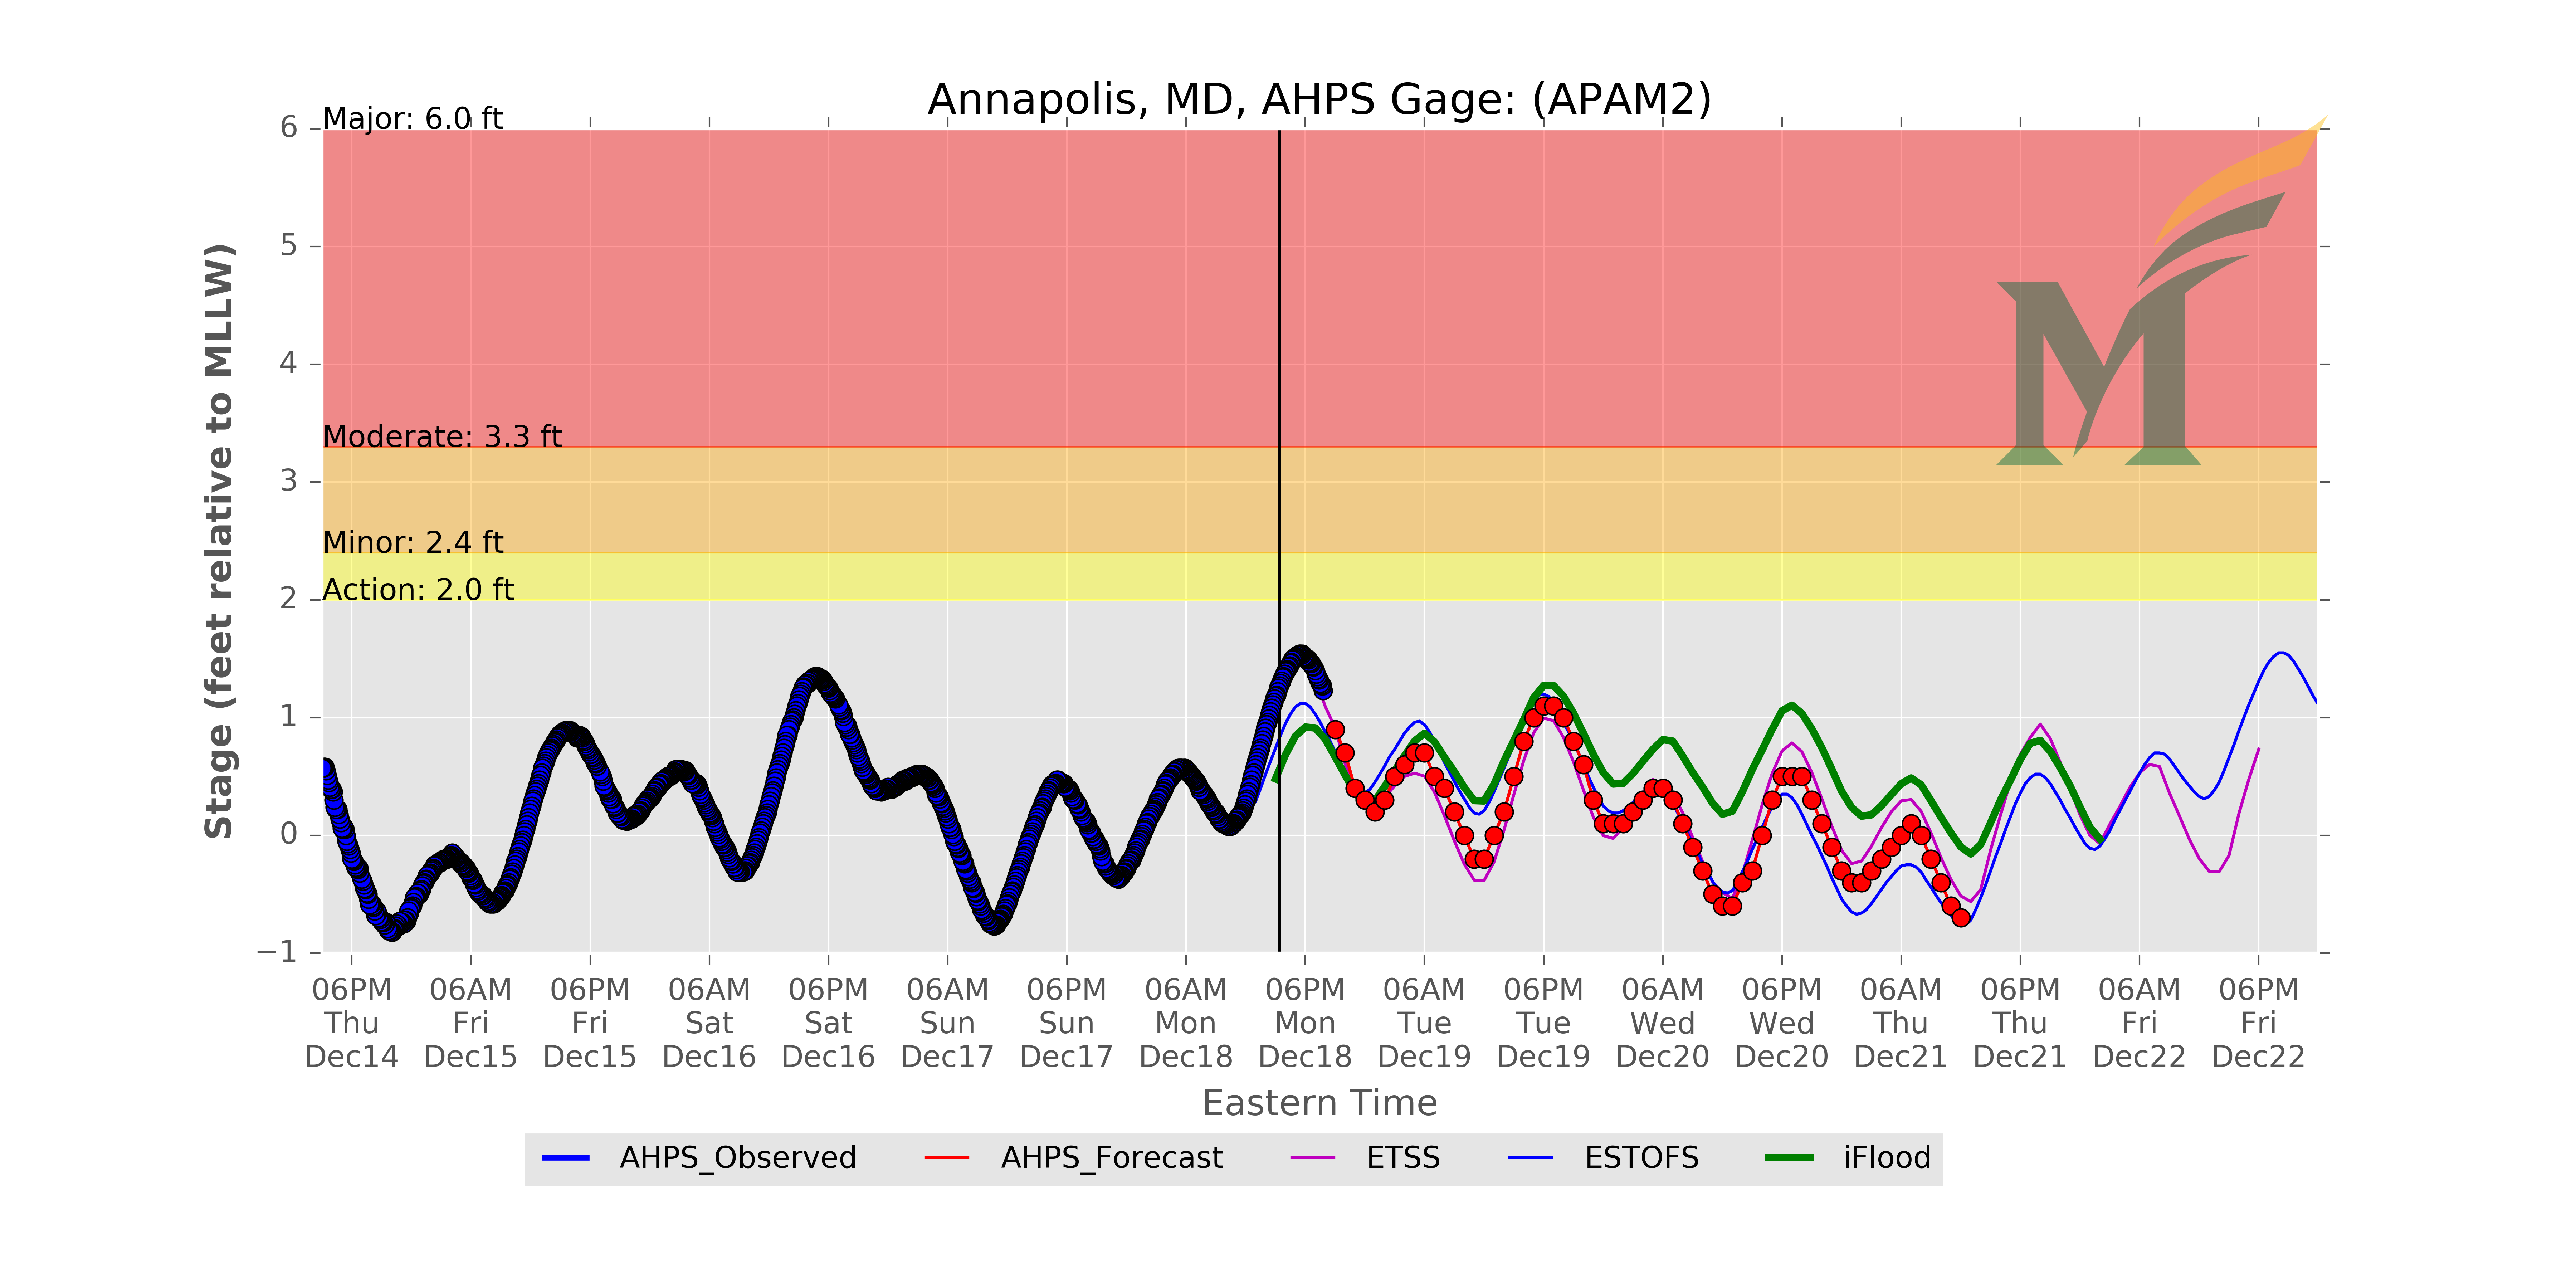 Annapolis, MD, AHPS Gage: (APAM2)
Stage (feet relative to MLLW)
6
5
4
3
2
1
0
−1
Major: 6.0 ft
Moderate: 3.3 ft
Minor: 2.4 ft
Action: 2.0 ft
M
06PM 06AM 06PM 06AM 06PM 06AM 06PM 06AM 06PM 06AM 06PM 06AM 06PM 06AM 06PM 06AM 06PM
Thu Fri Fri Sat Sat Sun Sun Mon Mon Tue Tue Wed Wed Thu Thu Fri Fri
Dec14 Dec15 Dec15 Dec16 Dec16 Dec17 Dec17 Dec18 Dec18 Dec19 Dec19 Dec20 Dec20 Dec21 Dec21 Dec22 Dec22
Eastern Time
AHPS_Observed AHPS_Forecast ETSS ESTOFS iFlood